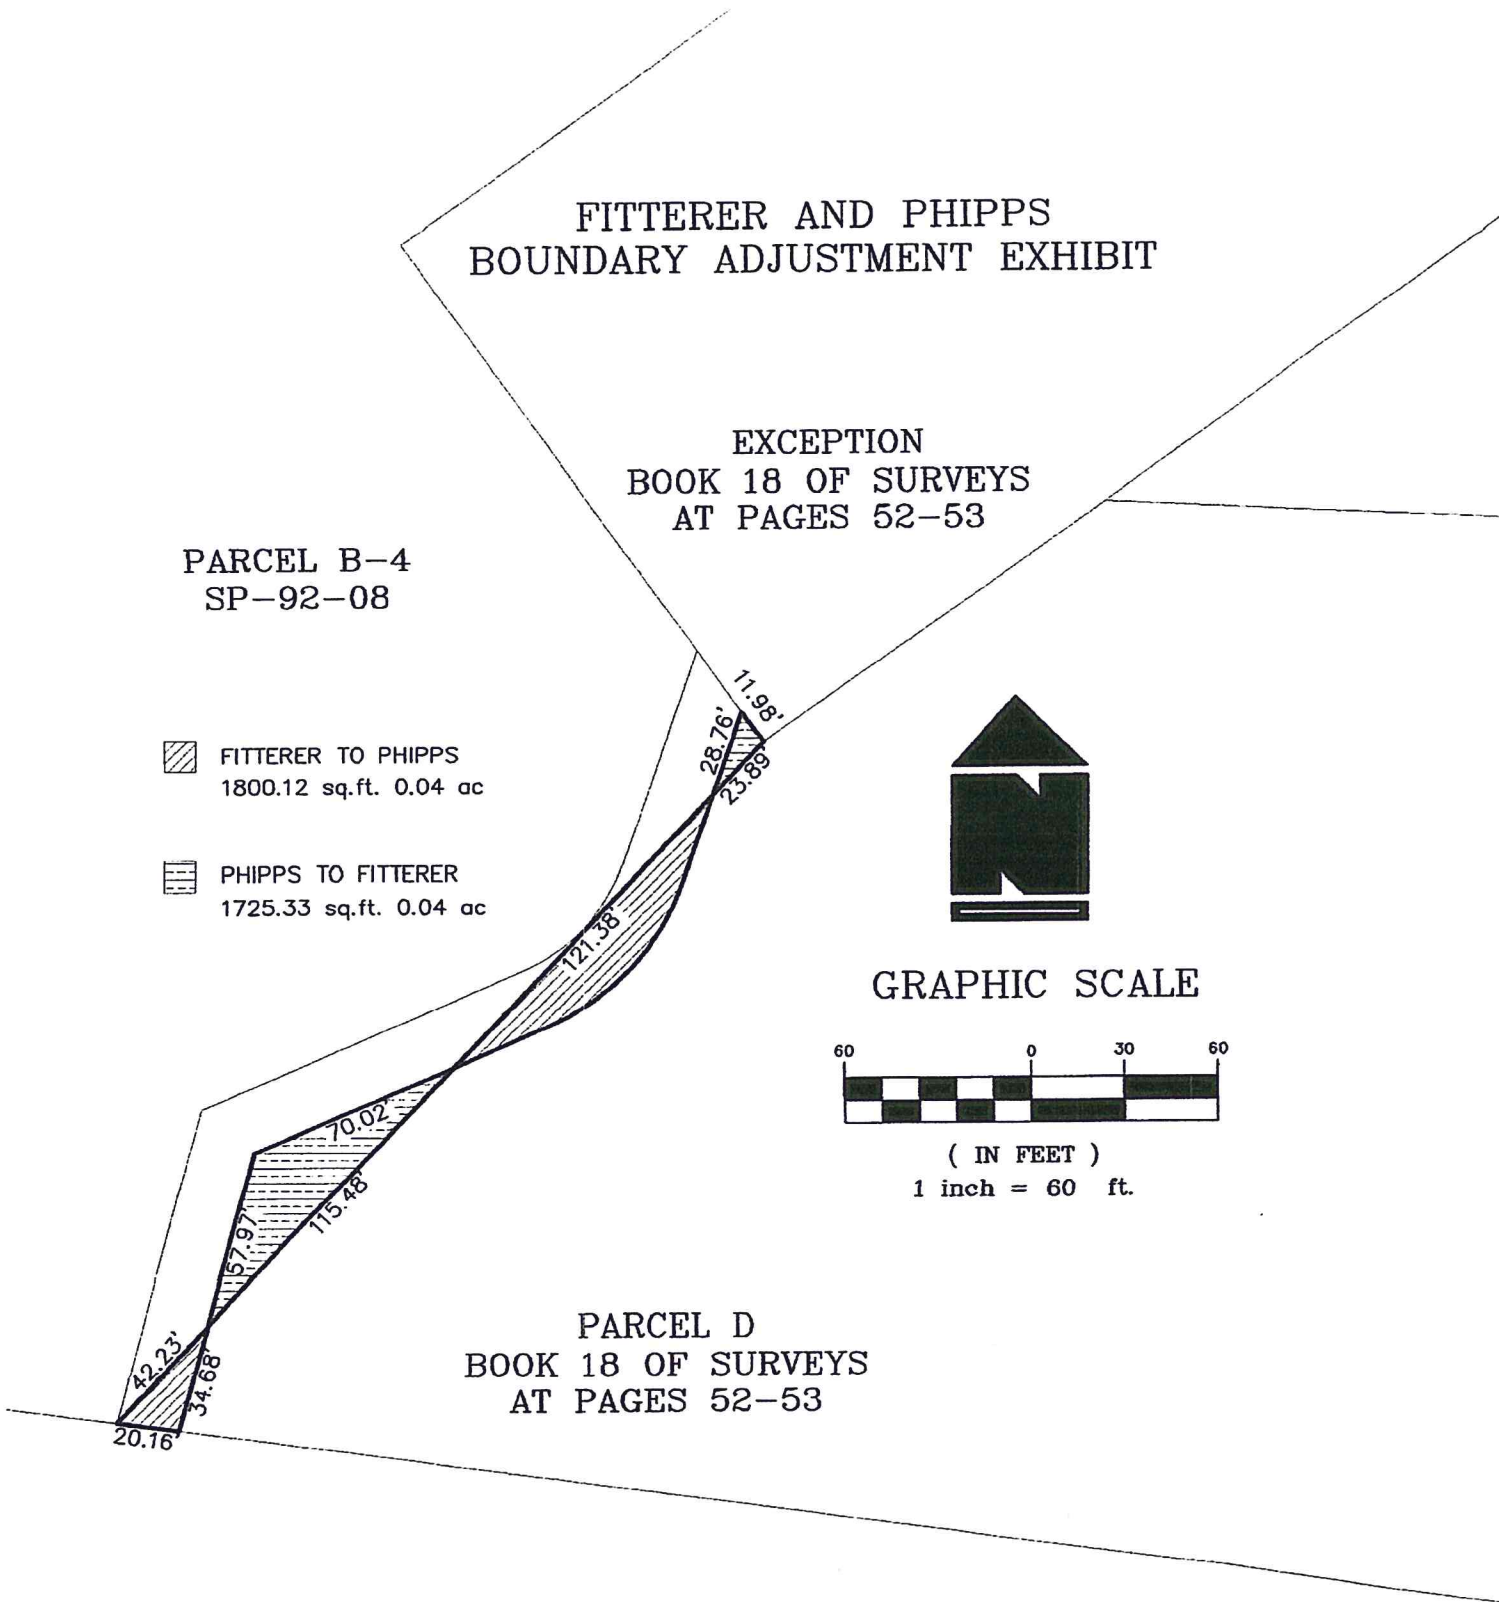 FITTERER AND PHIPPS
BOUNDARY ADJUSTMENT EXHIBIT
EXCEPTION
BOOK 18 OF SURVEYS
AT PAGES 52-53
PARCEL B-4
SP-92-08
11.98'
28.76'
23.89'
FITTERER TO PHIPPS
1800.12 sq.ft. 0.04 ac
PHIPPS TO FITTERER
1725.33 sq.ft. 0.04 ac
N
121.38'
GRAPHIC SCALE
60 0 30 60
( IN FEET )
1 inch = 60 ft.
70.02'
115.48'
57.97'
PARCEL D
BOOK 18 OF SURVEYS
AT PAGES 52-53
42.23'
34.68'
20.16'